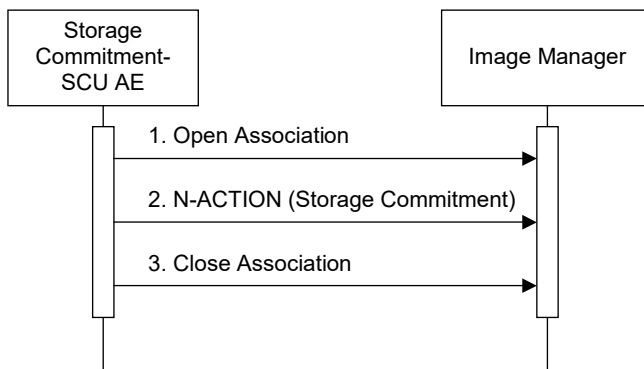 Storage
Commitment-
SCU AE
Image Manager
1. Open Association
2. N-ACTION (Storage Commitment)
3. Close Association